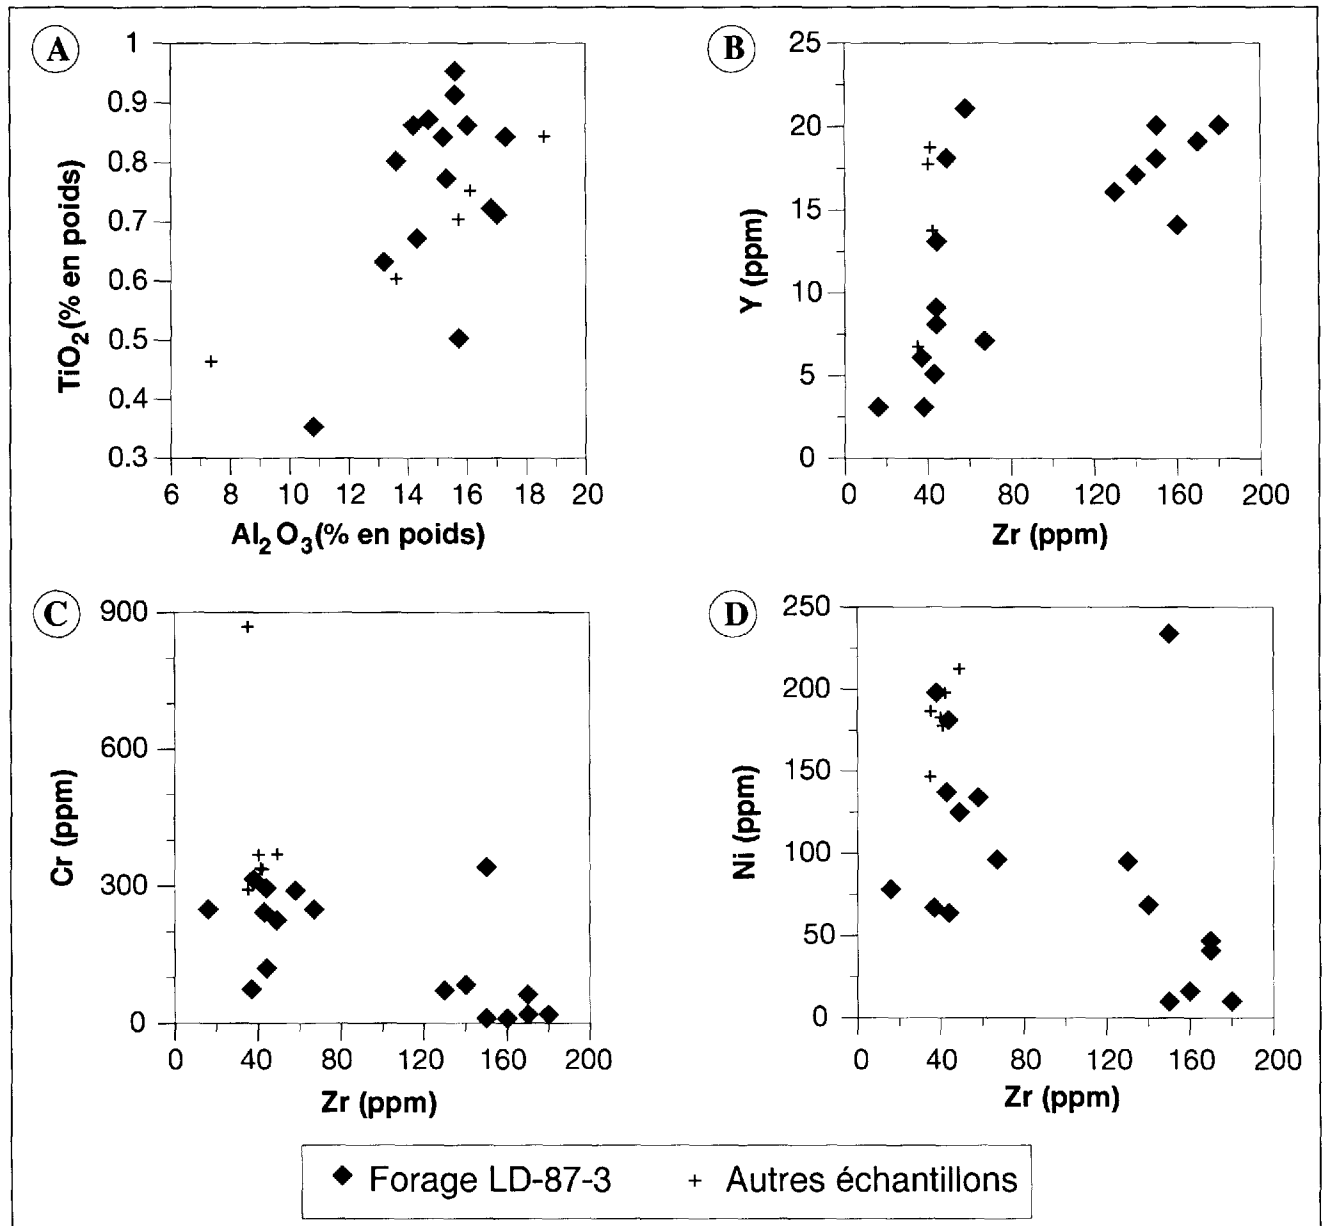 A
1
0.9
0.8
0.7
0.6
0.5
0.4
0.3
TiO2(% en poids)
6 8 10 12 14 16 18 20
Al2O3(% en poids)
B
25
20
15
10
5
0
Y (ppm)
0 40 80 120 160 200
Zr (ppm)
C
900
600
300
0
Cr (ppm)
0 40 80 120 160 200
Zr (ppm)
D
250
200
150
100
50
0
Ni (ppm)
0 40 80 120 160 200
Zr (ppm)
Forage LD-87-3 + Autres échantillons